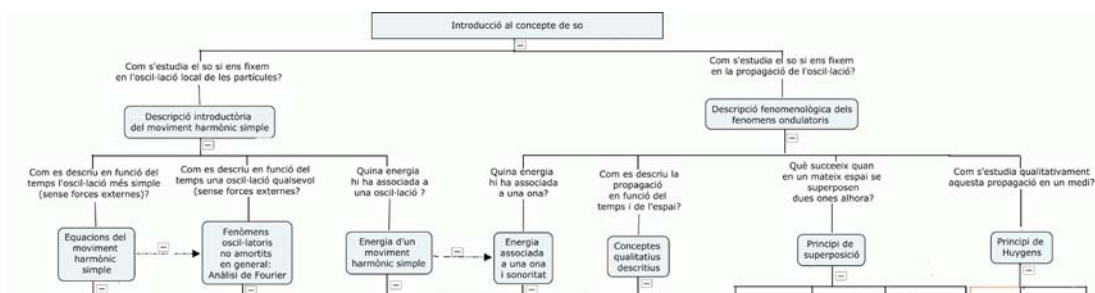 Introducció al concepte de so
Com s'estudia el so si ens fixem
en l'oscil·lació local de les partícules?
Com s'estudia el so si ens fixem
en la propagació de l'oscil·lació?
Descripció introductòria
del moviment harmònic simple
Descripció fenomenològica dels
fenomens ondulatoris
Com es descriu en funció del
temps l'oscil·lació més simple
(sense forces externes)?
Com es descriu en funció del
temps una oscil·lació qualsevol
(sense forces externes?
Quina energia
hi ha associada a
una oscil·lació ?
Quina energia
hi ha associada
a una ona?
Com es descriu la
propagació
en funció del
temps i de l'espai?
Què succeeix quan
en un mateix espai se
superposen
dues ones alhora?
Com s'estudia qualitativament
aquesta propagació en un medi?
Equacions del
moviment
harmònic
simple
Fenòmens
oscil·latoris
no amortits
en general:
Anàlisi de Fourier
Energia d'un
moviment
harmònic simple
Energia
associada
a una ona
i sonoritat
Conceptes
qualitatius
descritius
Principi de
superposició
Principi de
Huygens